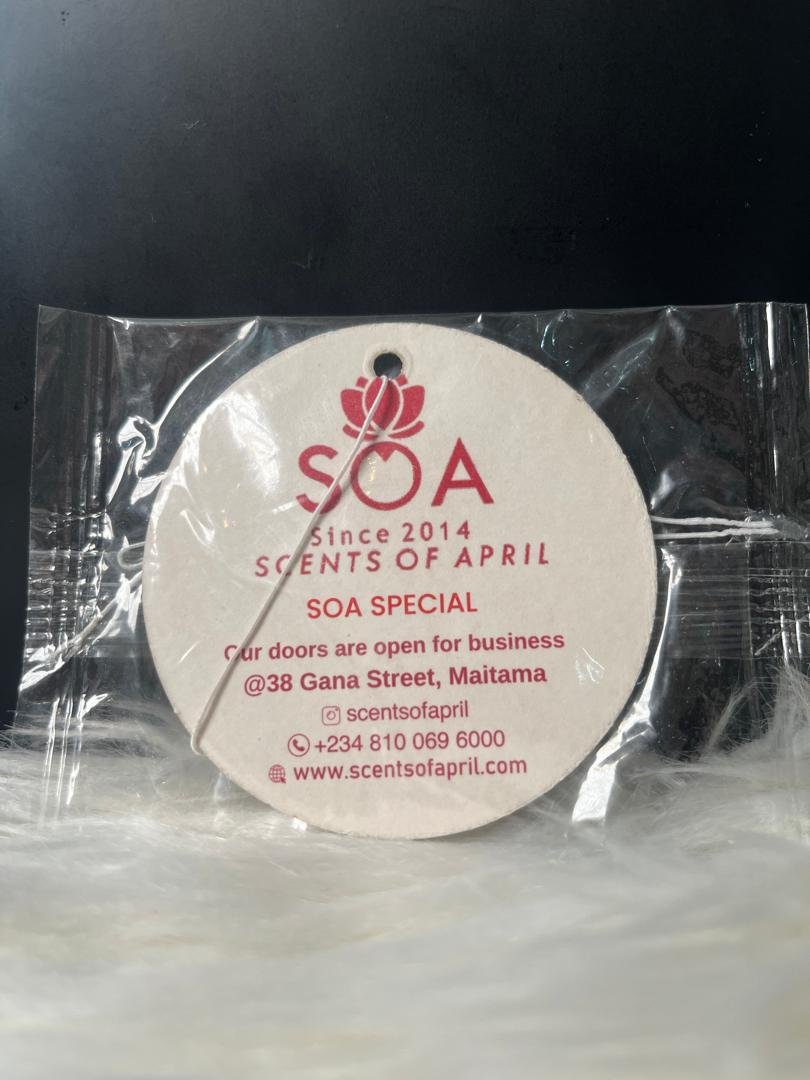 SOA
Since 2014
SCENTS OF APRIL
SOA SPECIAL
Our doors are open for business
@38 Gana Street, Maitama
scentsofapril
+234 810 069 6000
www.scentsofapril.com